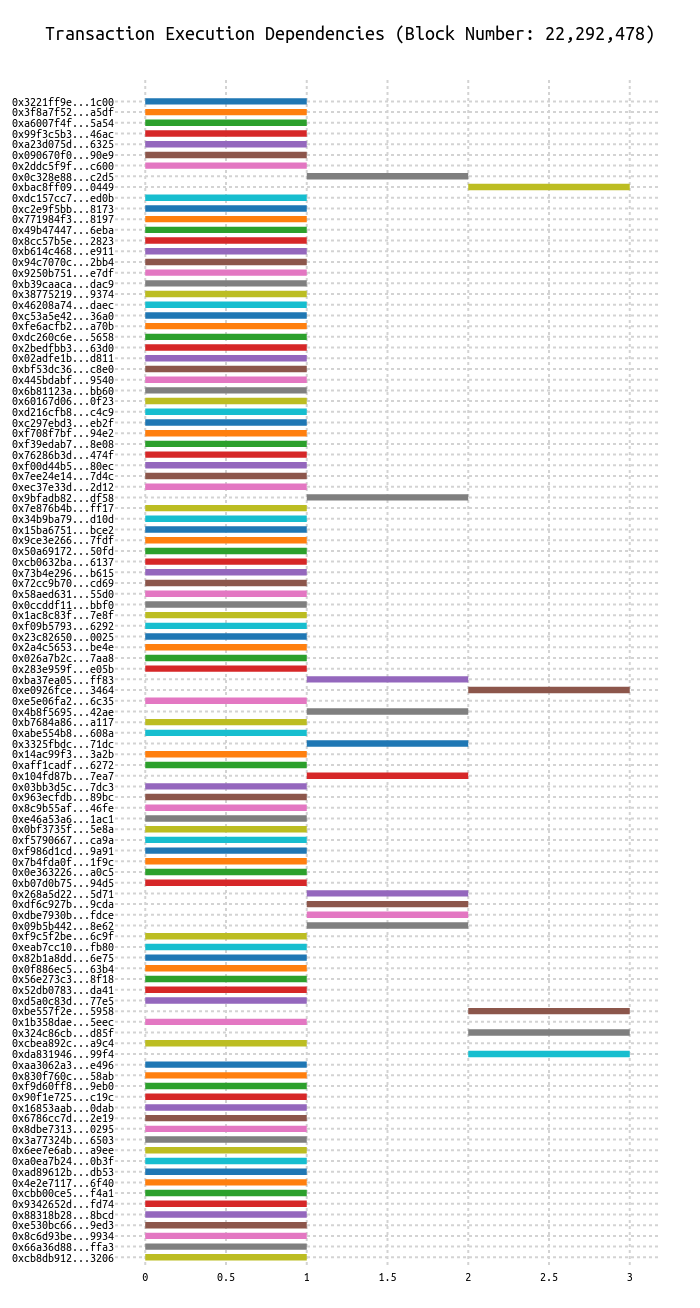 Transaction Execution Dependencies (Block Number: 22,292,478)
0x3221ff9e...1c00
0x3f8a7f52...a5df
0xa6007f4f...5a54
0x99f3c5b3...46ac
0xa23d075d...6325
0x090670f0...90e9
0x2ddc5f9f...c600
0x0c328e88...c2d5
0xbac8ff09...0449
0xdc157cc7...ed0b
0xc2e9f5bb...8173
0x771984f3...8197
0x49b47447...6eba
0x8cc57b5e...2823
0xb614c468...e911
0x94c7070c...2bb4
0x9250b751...e7df
0xb39caaca...dac9
0x38775219...9374
0x46208a74...daec
0xc53a5e42...36a0
0xfe6acfb2...a70b
0xdc260c6e...5658
0x2bedfbb3...63d0
0x02adfe1b...d811
0xbf53dc36...c8e0
0x445bdabf...9540
0x6b81123a...bb60
0x60167d06...0f23
0xd216cfb8...c4c9
0xc297ebd3...eb2f
0xf708f7bf...94e2
0xf39edab7...8e08
0x76286b3d...474f
0xf00d44b5...80ec
0x7ee24e14...7d4c
0xec37e33d...2d12
0x9bfadb82...df58
0x7e876b4b...ff17
0x34b9ba79...d10d
0x15ba6751...bce2
0x9ce3e266...7fdf
0x50a69172...50fd
0xcb0632ba...6137
0x73b4e296...b615
0x72cc9b70...cd69
0x58aed631...55d0
0x0ccddf11...bbf0
0x1ac8c83f...7e8f
0xf09b5793...6292
0x23c82650...0025
0x2a4c5653...be4e
0x026a7b2c...7aa8
0x283e959f...e05b
0xba37ea05...ff83
0xe0926fce...3464
0xe5e06fa2...6c35
0x4b8f5695...42ae
0xb7684a86...a117
0xabe554b8...608a
0x3325fbdc...71dc
0x14ac99f3...3a2b
0xaff1cadf...6272
0x104fd87b...7ea7
0x03bb3d5c...7dc3
0x963ecfdb...89bc
0x8c9b55af...46fe
0xe46a53a6...1ac1
0x0bf3735f...5e8a
0xf5790667...ca9a
0xf986d1cd...9a91
0x7b4fda0f...1f9c
0x0e363226...a0c5
0xb07d0b75...94d5
0x268a5d22...5d71
0xdf6c927b...9cda
0xdbe7930b...fdce
0x09b5b442...8e62
0xf9c5f2be...6c9f
0xeab7cc10...fb80
0x82b1a8dd...6e75
0x0f886ec5...63b4
0x56e273c3...8f18
0x52db0783...da41
0xd5a0c83d...77e5
0xbe557f2e...5958
0x1b358dae...5eec
0x324c86cb...d85f
0xcbea892c...a9c4
0xda831946...99f4
0xaa3062a3...e496
0x830f760c...58ab
0xf9d60ff8...9eb0
0x90f1e725...c19c
0x16853aab...0dab
0x6786cc7d...2e19
0x8dbe7313...0295
0x3a77324b...6503
0x6ee7e6ab...a9ee
0xa0ea7b24...0b3f
0xad89612b...db53
0x4e2e7117...6f40
0xcbb00ce5...f4a1
0x9342652d...fd74
0x88318b28...8bcd
0xe530bc66...9ed3
0x8c6d93be...9934
0x66a36d88...ffa3
0xcb8db912...3206
0 0.5 1 1.5 2 2.5 3